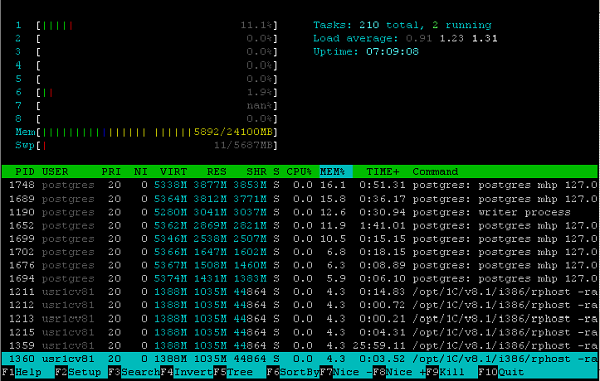 1 [|||| 11.1%] Tasks: 210 total, 2 running
2 [ 0.0%] Load average: 0.91 1.23 1.31
3 [ 0.0%] Uptime: 07:09:08
4 [ 0.0%]
5 [ 0.0%]
6 [|| 1.9%]
7 [ nan%]
8 [ 0.0%]
Mem[|||||||||||||||||||||||5892/24100MB]
Swp[| 11/5687MB]
PID USER PRI NI VIRT RES SHR S CPU% MEM% TIME+ Command
1748 postgres 20 0 5338M 3877M 3853M S 0.0 16.1 0:51.31 postgres: postgres mhp 127.0
1689 postgres 20 0 5364M 3812M 3771M S 0.0 15.8 0:36.17 postgres: postgres mhp 127.0
1190 postgres 20 0 5280M 3041M 3037M S 0.0 12.6 0:30.94 postgres: writer process
1652 postgres 20 0 5362M 2869M 2821M S 0.0 11.9 1:41.01 postgres: postgres mhp 127.0
1699 postgres 20 0 5346M 2538M 2507M S 0.0 10.5 0:15.15 postgres: postgres mhp 127.0
1702 postgres 20 0 5366M 1647M 1602M S 0.0 6.8 0:18.15 postgres: postgres mhp 127.0
1676 postgres 20 0 5367M 1508M 1460M S 0.0 6.3 0:08.89 postgres: postgres mhp 127.0
1694 postgres 20 0 5374M 1431M 1383M S 0.0 5.9 0:06.10 postgres: postgres mhp 127.0
1211 usr1cv81 20 0 1388M 1035M 44864 S 0.0 4.3 0:14.83 /opt/1C/v8.1/i386/rphost -ra
1212 usr1cv81 20 0 1388M 1035M 44864 S 0.0 4.3 0:00.72 /opt/1C/v8.1/i386/rphost -ra
1213 usr1cv81 20 0 1388M 1035M 44864 S 0.0 4.3 0:00.21 /opt/1C/v8.1/i386/rphost -ra
1215 usr1cv81 20 0 1388M 1035M 44864 S 0.0 4.3 0:04.31 /opt/1C/v8.1/i386/rphost -ra
1359 usr1cv81 20 0 1388M 1035M 44864 S 0.0 4.3 25:59.11 /opt/1C/v8.1/i386/rphost -ra
1360 usr1cv81 20 0 1388M 1035M 44864 S 0.0 4.3 0:03.52 /opt/1C/v8.1/i386/rphost -ra
F1Help F2Setup F3SearchF4InvertF5Tree F6SortByF7Nice -F8Nice +F9Kill F10Quit